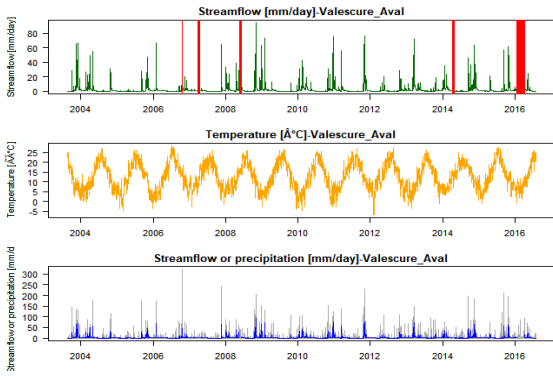 Streamflow [mm/day]-Valescure_Aval
Streamflow [mm/day]
80
60
40
20
0
2004 2006 2008 2010 2012 2014 2016
Temperature [Â°C]-Valescure_Aval
Temperature [Â°C]
25
20
15
10
5
0
-5
2004 2006 2008 2010 2012 2014 2016
Streamflow or precipitation [mm/day]-Valescure_Aval
Streamflow or precipitation [mm/d
300
250
200
150
100
50
0
2004 2006 2008 2010 2012 2014 2016